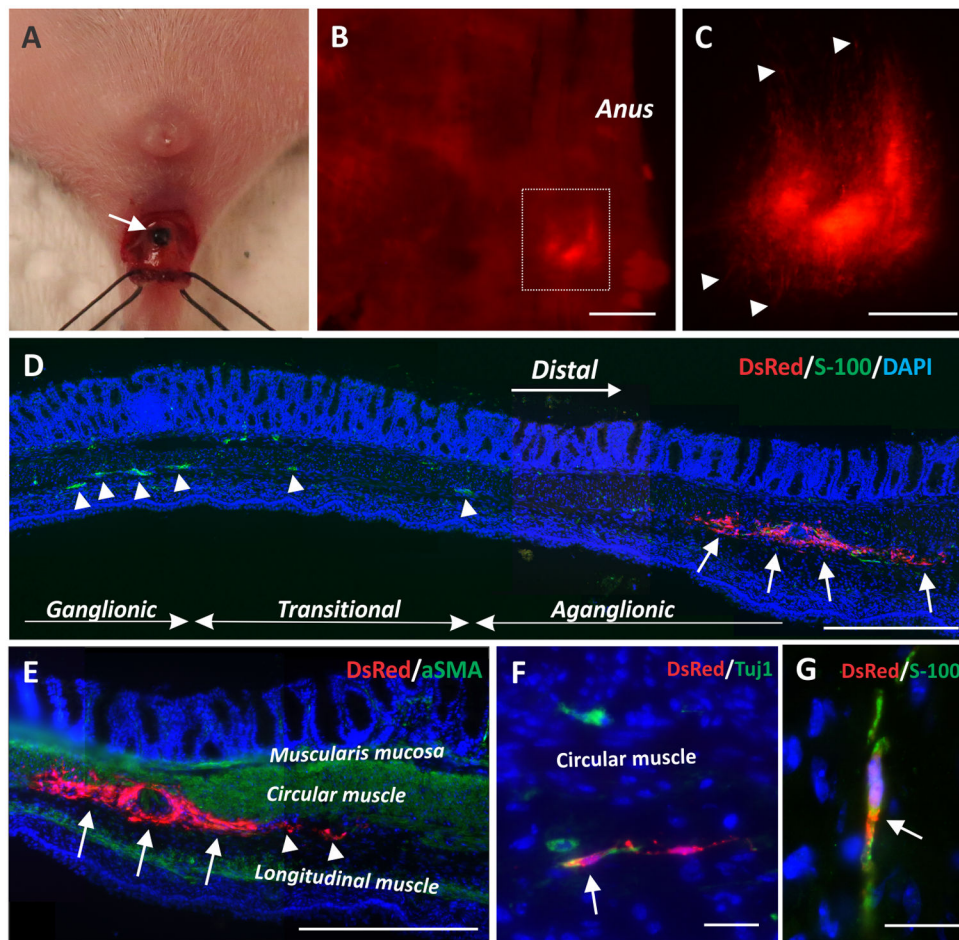 A
B
Anus
C
D
Distal
DsRed/S-100/DAPI
Ganglionic
Transitional
Aganglionic
E
DsRed/aSMA
Muscularis mucosa
Circular muscle
Longitudinal muscle
F
DsRed/Tuj1
Circular muscle
G
DsRed/S-100